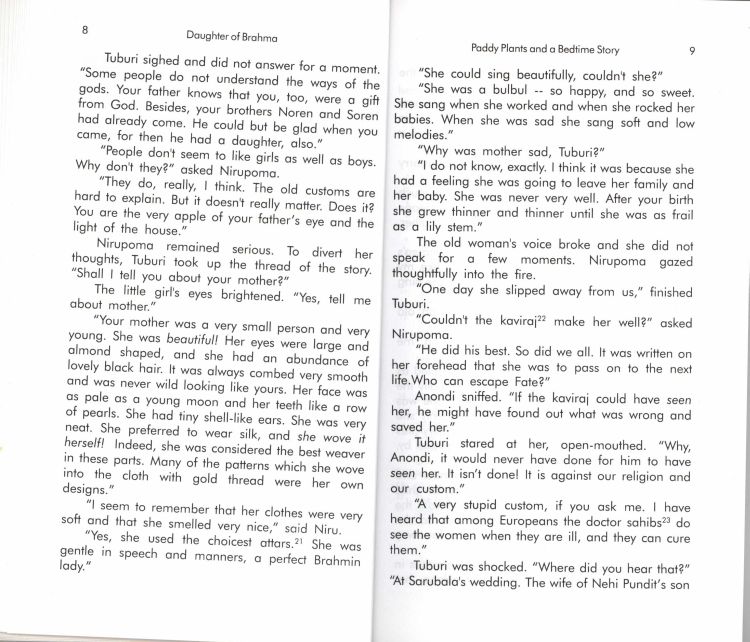 8
Daughter of Brahma
Tuburi sighed and did not answer for a moment.
"Some people do not understand the ways of the
gods. Your father knows that you, too, were a gift
from God. Besides, your brothers Noren and Soren
had already come. He could but be glad when you
came, for then he had a daughter, also."
"People don't seem to like girls as well as boys.
Why don't they?" asked Nirupoma.
"They do, really, I think. The old customs are
hard to explain. But it doesn't really matter. Does it?
You are the very apple of your father's eye and the
light of the house."
Nirupoma remained serious. To divert her
thoughts, Tuburi took up the thread of the story.
"Shall I tell you about your mother?"
The little girl's eyes brightened. "Yes, tell me
about mother."
"Your mother was a very small person and very
young. She was beautiful! Her eyes were large and
almond shaped, and she had an abundance of
lovely black hair. It was always combed very smooth
and was never wild looking like yours. Her face was
as pale as a young moon and her teeth like a row
of pearls. She had tiny shell-like ears. She was very
neat. She preferred to wear silk, and she wove it
herself! Indeed, she was considered the best weaver
in these parts. Many of the patterns which she wove
into the cloth with gold thread were her own
designs."
"I seem to remember that her clothes were very
soft and that she smelled very nice," said Niru.
"Yes, she used the choicest attars.21 She was
gentle in speech and manners, a perfect Brahmin
lady."
Paddy Plants and a Bedtime Story
9
"She could sing beautifully, couldn't she?"
"She was a bulbul -- so happy, and so sweet.
She sang when she worked and when she rocked her
babies. When she was sad she sang soft and low
melodies."
"Why was mother sad, Tuburi?"
"I do not know, exactly. I think it was because she
had a feeling she was going to leave her family and
her baby. She was never very well. After your birth
she grew thinner and thinner until she was as frail
as a lily stem."
The old woman's voice broke and she did not
speak for a few moments. Nirupoma gazed
thoughtfully into the fire.
"One day she slipped away from us," finished
Tuburi.
"Couldn't the kaviraj22 make her well?" asked
Nirupoma.
"He did his best. So did we all. It was written on
her forehead that she was to pass on to the next
life.Who can escape Fate?"
Anondi sniffed. "If the kaviraj could have seen
her, he might have found out what was wrong and
saved her."
Tuburi stared at her, open-mouthed. "Why,
Anondi, it would never have done for him to have
seen her. It isn't done! It is against our religion and
our custom."
"A very stupid custom, if you ask me. I have
heard that among Europeans the doctor sahibs23 do
see the women when they are ill, and they can cure
them."
Tuburi was shocked. "Where did you hear that?"
"At Sarubala's wedding. The wife of Nehi Pundit's son